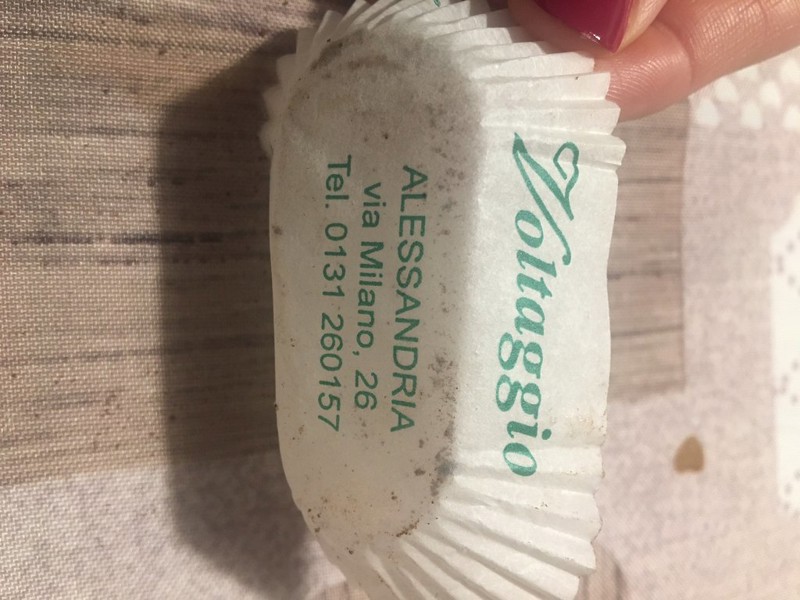 Voltaggio
ALESSANDRIA
via Milano, 26
Tel. 0131 260157